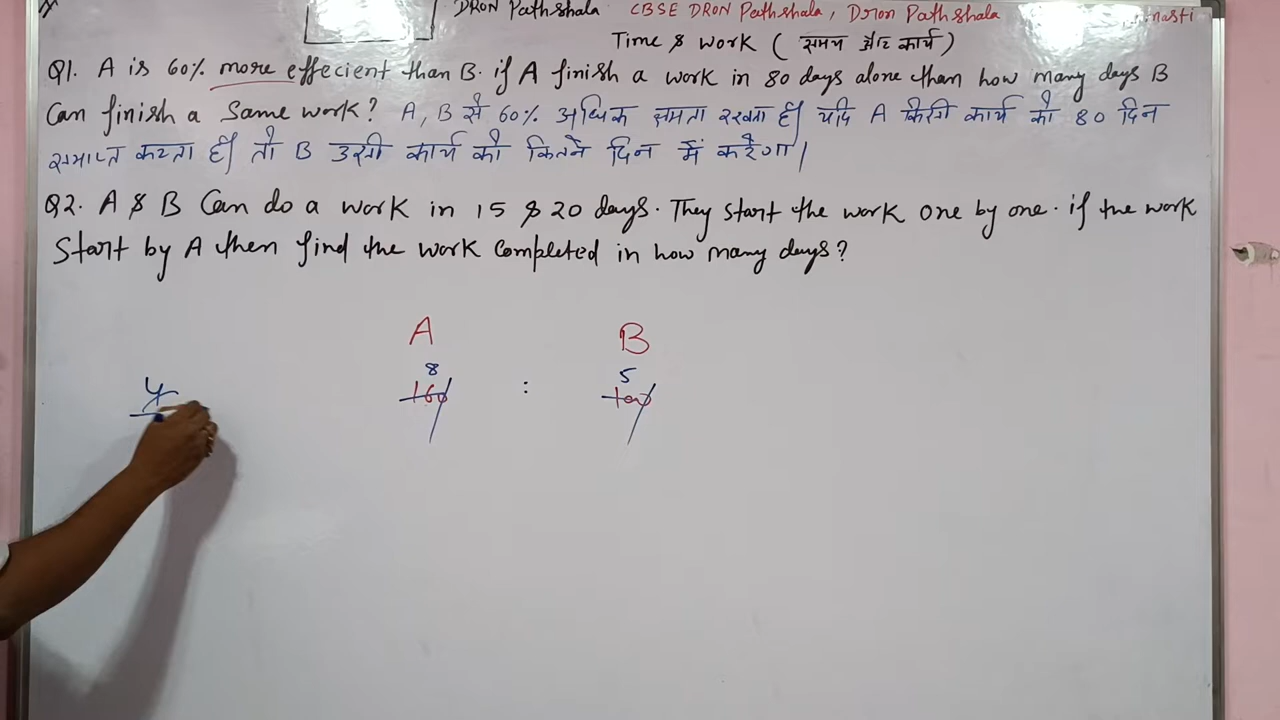 DRON Pathshala CBSE DRON Pathshala, Dron Pathshala
Time & Work ( समय और कार्य )
Q1. A is 60% more effecient than B. if A finish a work in 80 days alone than how many days B
Can finish a Same work? A, B से 60% अधिक क्षमता रखता है। यदि A किसी कार्य को 80 दिन
समाप्त करता है। तो B उसी कार्य को कितने दिन में करेगा।
Q2. A & B Can do a work in 15 & 20 days. They start the work one by one. if the work
Start by A then find the work completed in how many days?
A B
8 5
160 : 100